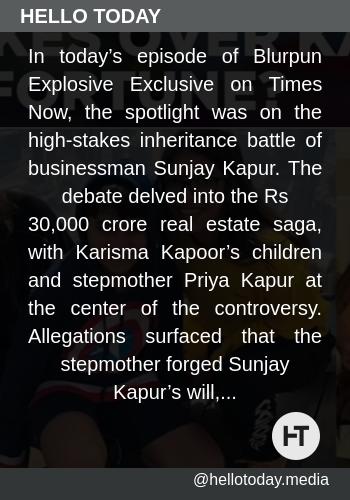 HELLO TODAY
In today's episode of Blurpun
Explosive Exclusive on Times
Now, the spotlight was on the
high-stakes inheritance battle of
businessman Sunjay Kapur. The
debate delved into the Rs
30,000 crore real estate saga,
with Karisma Kapoor's children
and stepmother Priya Kapur at
the center of the controversy.
Allegations surfaced that the
stepmother forged Sunjay
Kapur's will,...
HT
@hellotoday.media